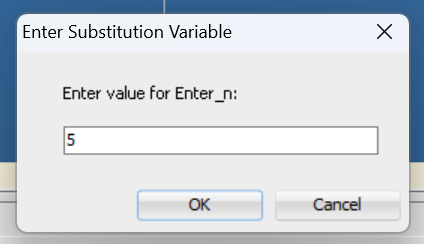 Enter Substitution Variable
Enter value for Enter_n:
5
OK
Cancel